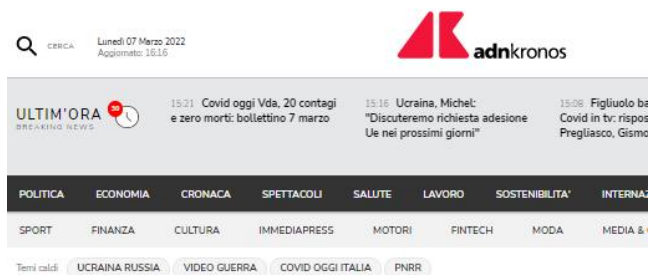 CERCA
Lunedì 07 Marzo 2022
Aggiornato: 16:16
adnkronos
ULTIM'ORA
BREAKING NEWS
30
15:21 Covid oggi Vda, 20 contagi
e zero morti: bollettino 7 marzo
15:16 Ucraina, Michel:
"Discuteremo richiesta adesione
Ue nei prossimi giorni"
15:08 Figliuolo ba
Covid in tv: rispos
Pregliasco, Gismo
POLITICA ECONOMIA CRONACA SPETTACOLI SALUTE LAVORO SOSTENIBILITA' INTERNAZ
SPORT FINANZA CULTURA IMMEDIAPRESS MOTORI FINTECH MODA MEDIA &
Temi caldi UCRAINA RUSSIA VIDEO GUERRA COVID OGGI ITALIA PNRR